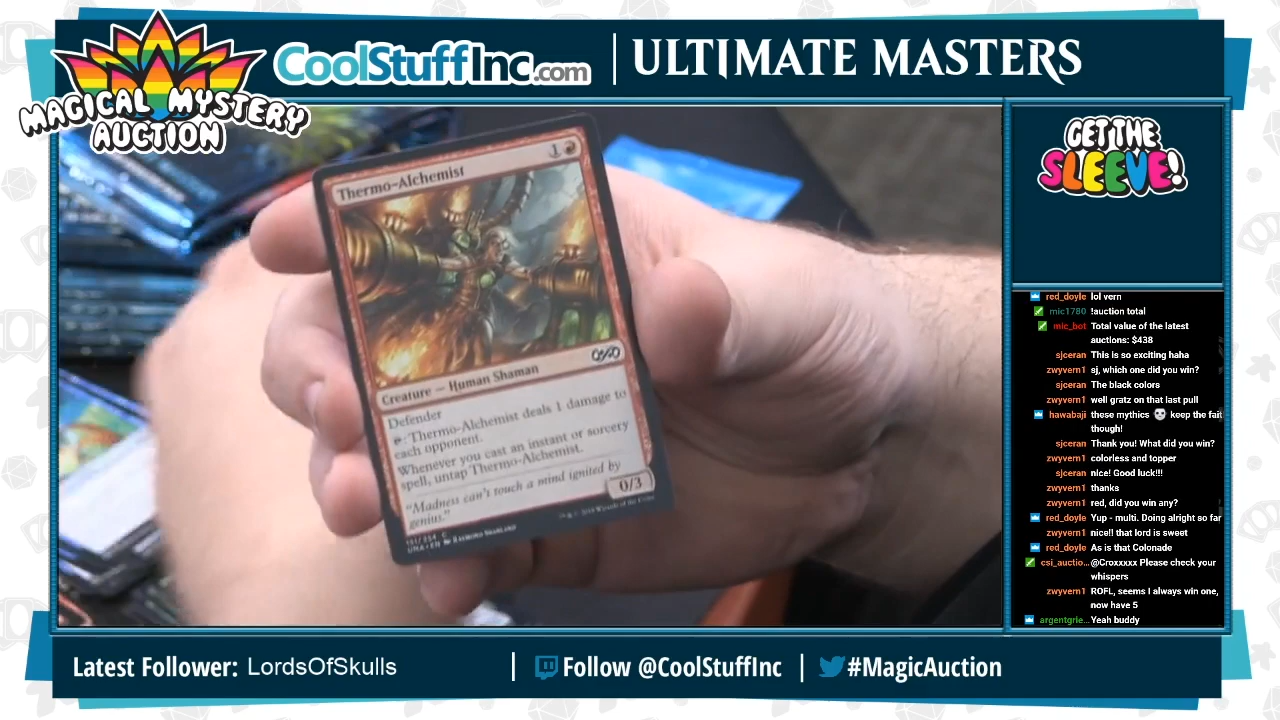 MAGICAL MYSTERY
AUCTION
CoolStuffInc.com
ULTIMATE MASTERS
GET THE
SLEEVE!
Thermo-Alchemist
1
Creature — Human Shaman
Defender
: Thermo-Alchemist deals 1 damage to
each opponent.
Whenever you cast an instant or sorcery
spell, untap Thermo-Alchemist.
"Madness can't touch a mind ignited by
genius."
0/3
UMA • EN
red_doyle lol vern
mic1780 !auction total
mic_bot Total value of the latest
auctions: $438
sjceran This is so exciting haha
zwyvern1 sj, which one did you win?
sjceran The black colors
zwyvern1 well gratz on that last pull
hawabaji these mythics 💀 keep the fait
though!
sjceran Thank you! What did you win?
zwyvern1 colorless and topper
sjceran nice! Good luck!!!
zwyvern1 thanks
zwyvern1 red, did you win any?
red_doyle Yup - multi. Doing alright so far
zwyvern1 nice!! that lord is sweet
red_doyle As is that Colonade
csi_auctio... @Croxxxxx Please check your
whispers
zwyvern1 ROFL, seems I always win one,
now have 5
argentgrie... Yeah buddy
Latest Follower: LordsOfSkulls
| Follow @CoolStuffInc |
#MagicAuction